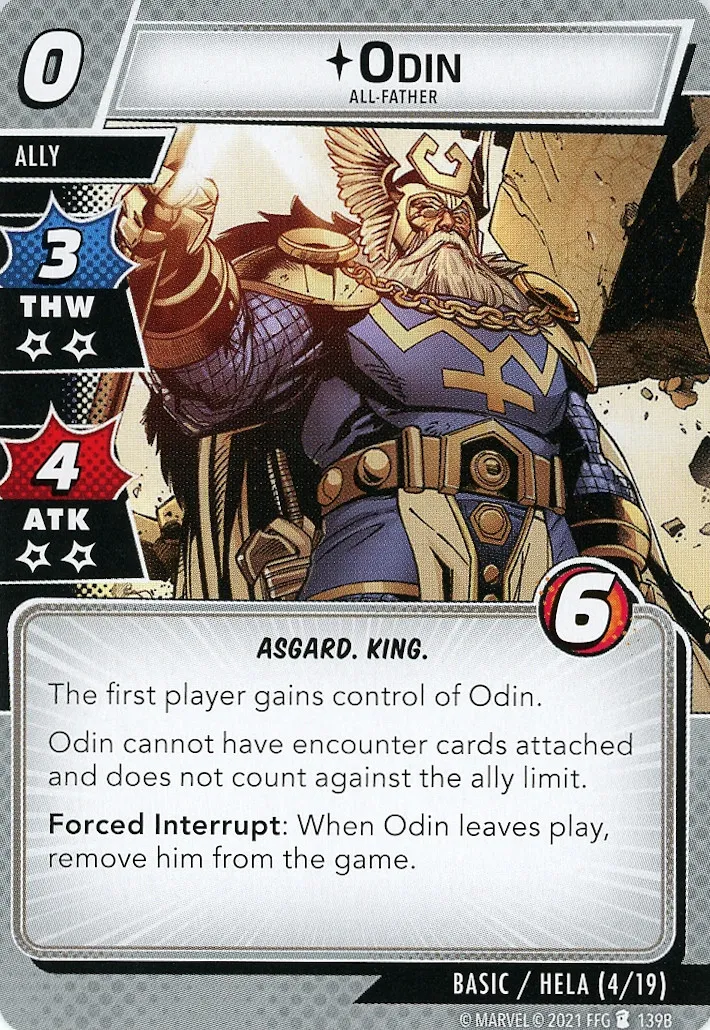 0
ODIN
ALL-FATHER
ALLY
3
THW
4
ATK
6
ASGARD. KING.
The first player gains control of Odin.
Odin cannot have encounter cards attached
and does not count against the ally limit.
Forced Interrupt: When Odin leaves play,
remove him from the game.
BASIC / HELA (4/19)
© MARVEL © 2021 FFG 139B